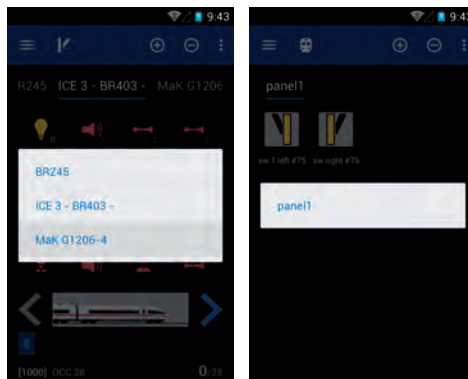 9:43
R245 ICE 3 - BR403 - MaK G1206
BRZ45
ICE 3 - BR403 -
MaK G1206-4
[1000] DCC 28 0/28
9:43
panel1
sw 1 left #75 sw right #76
panel1